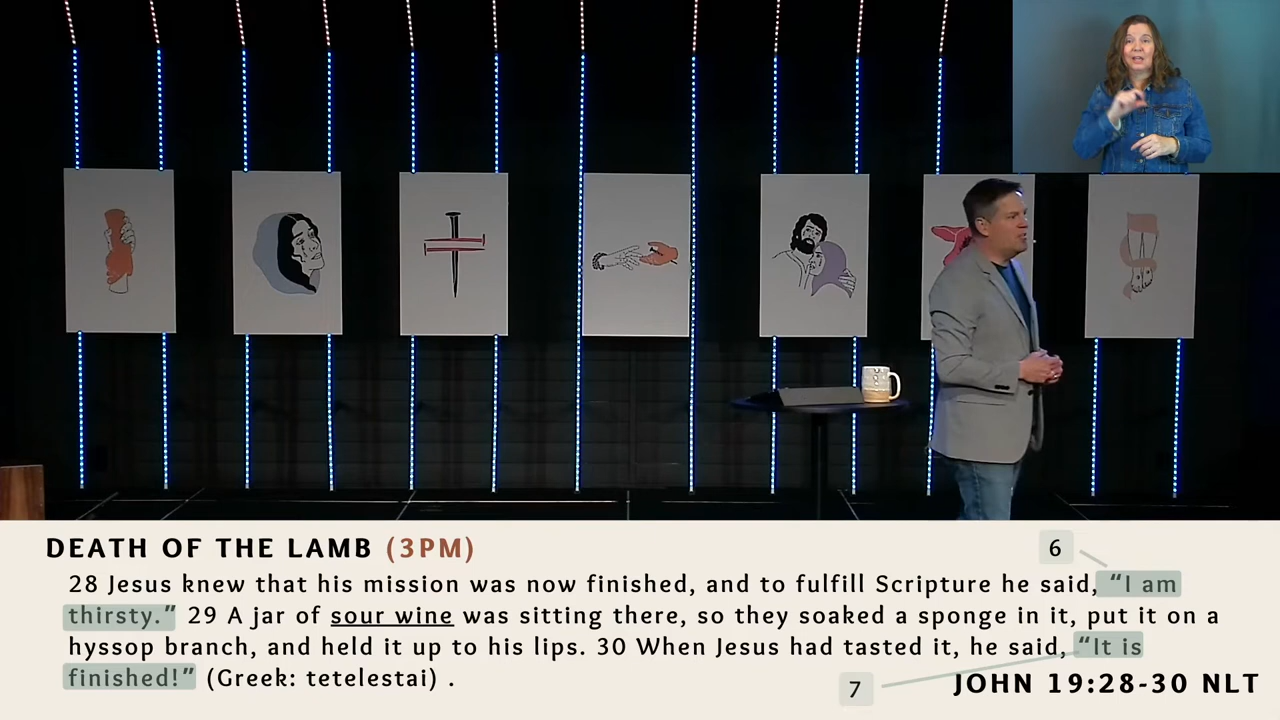 DEATH OF THE LAMB (3PM)
6
28 Jesus knew that his mission was now finished, and to fulfill Scripture he said, “I am
thirsty.” 29 A jar of sour wine was sitting there, so they soaked a sponge in it, put it on a
hyssop branch, and held it up to his lips. 30 When Jesus had tasted it, he said, “It is
finished!” (Greek: tetelestai) .
7
JOHN 19:28-30 NLT